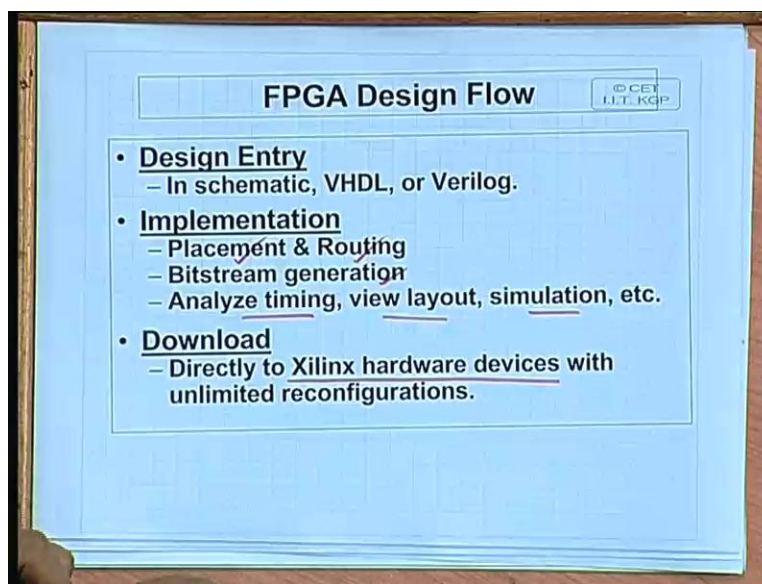 FPGA Design Flow
© CET
I.I.T. KGP
• Design Entry
– In schematic, VHDL, or Verilog.
• Implementation
– Placement & Routing
– Bitstream generation
– Analyze timing, view layout, simulation, etc.
• Download
– Directly to Xilinx hardware devices with
unlimited reconfigurations.